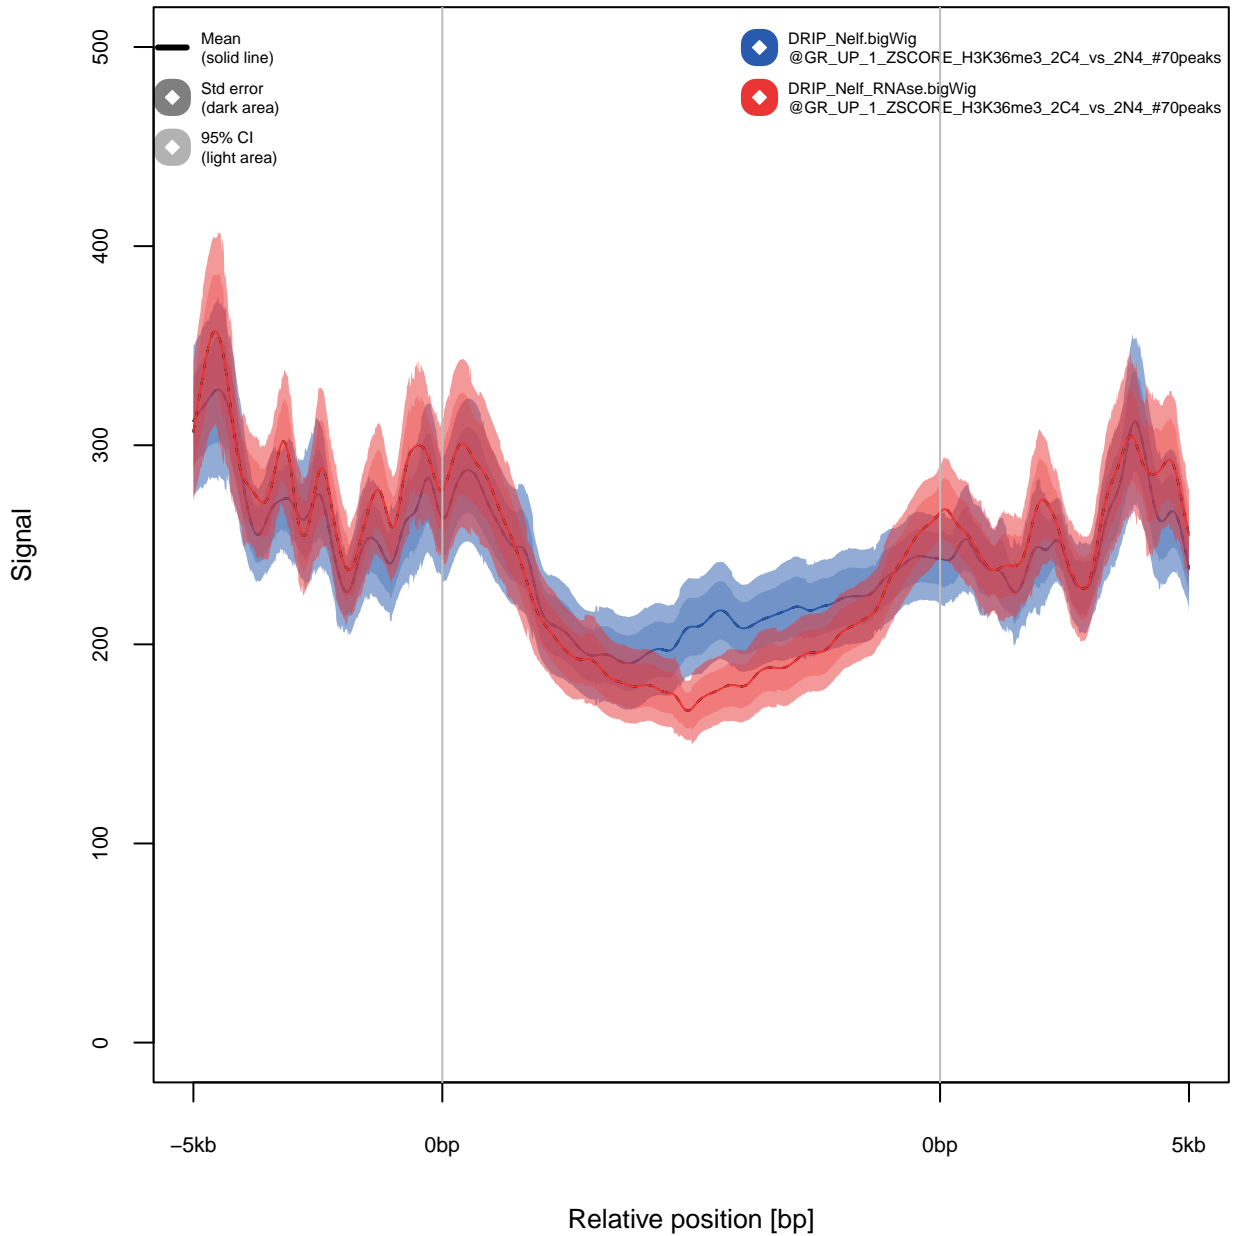 Mean
(solid line)
Std error
(dark area)
95% CI
(light area)
DRIP_Nelf.bigWig
@GR_UP_1_ZSCORE_H3K36me3_2C4_vs_2N4_#70peaks
DRIP_Nelf_RNAse.bigWig
@GR_UP_1_ZSCORE_H3K36me3_2C4_vs_2N4_#70peaks
500
400
300
200
100
0
Signal
−5kb
0bp
0bp
5kb
Relative position [bp]